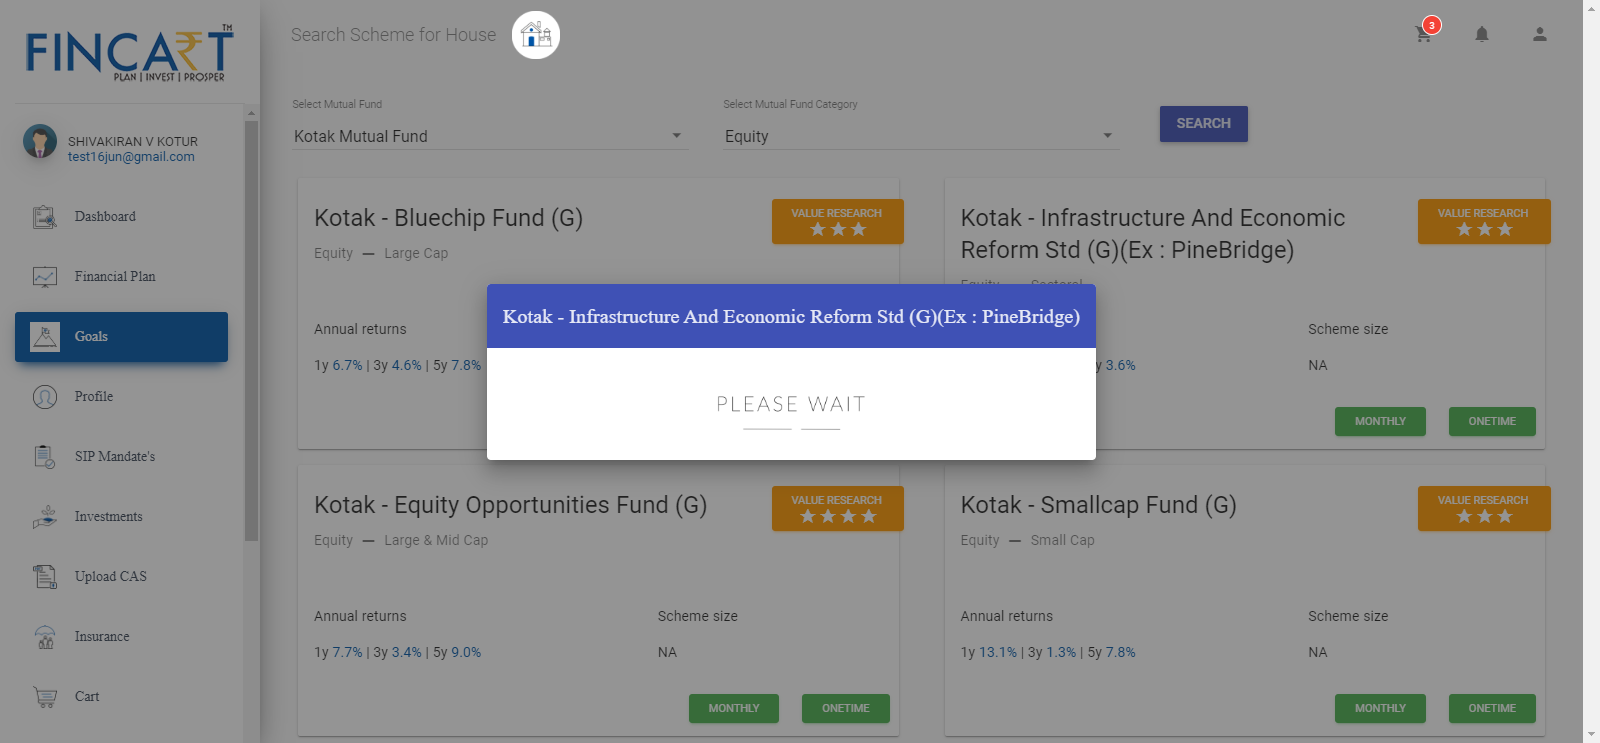 FINCART
TM
PLAN | INVEST | PROSPER
SHIVAKIRAN V KOTUR
test16jun@gmail.com
Dashboard
Financial Plan
Goals
Profile
SIP Mandate's
Investments
Upload CAS
Insurance
Cart
Search Scheme for House
3
Select Mutual Fund
Kotak Mutual Fund
Select Mutual Fund Category
Equity
SEARCH
Kotak - Bluechip Fund (G)
VALUE RESEARCH
Equity — Large Cap
Annual returns
1y 6.7% | 3y 4.6% | 5y 7.8%
Kotak - Infrastructure And Economic
Reform Std (G)(Ex : PineBridge)
VALUE RESEARCH
Equity — Sectoral
Scheme size
y 3.6%
NA
MONTHLY
ONETIME
Kotak - Infrastructure And Economic Reform Std (G)(Ex : PineBridge)
PLEASE WAIT
Kotak - Equity Opportunities Fund (G)
VALUE RESEARCH
Equity — Large & Mid Cap
Annual returns
Scheme size
1y 7.7% | 3y 3.4% | 5y 9.0%
NA
MONTHLY
ONETIME
Kotak - Smallcap Fund (G)
VALUE RESEARCH
Equity — Small Cap
Annual returns
Scheme size
1y 13.1% | 3y 1.3% | 5y 7.8%
NA
MONTHLY
ONETIME